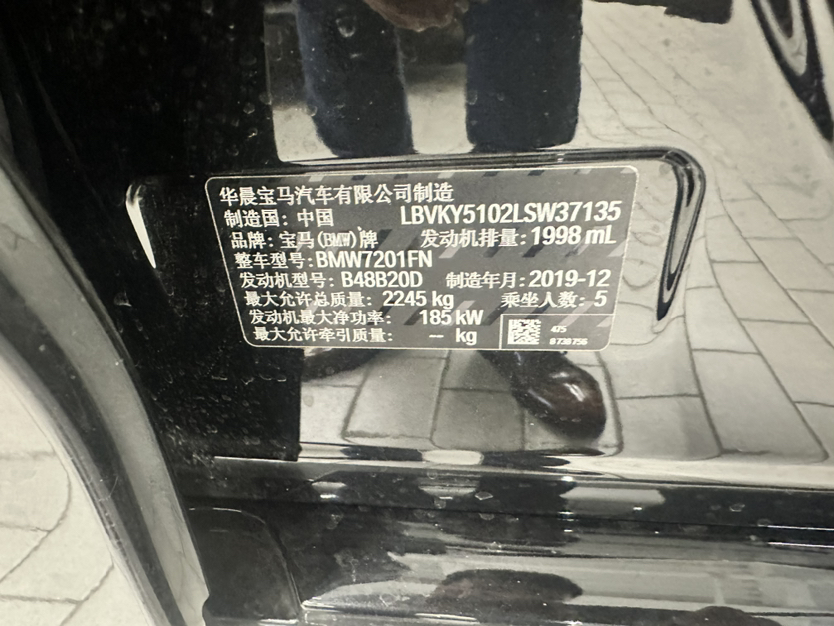 华晨宝马汽车有限公司制造
制造国：中国 LBVKY5102LSW37135
品牌：宝马(BMW)牌 发动机排量：1998 mL
整车型号：BMW7201FN
发动机型号：B48B20D 制造年月：2019-12
最大允许总质量：2245 kg 乘坐人数：5
发动机最大净功率：185 kW
最大允许牵引质量：-- kg
475
8738756